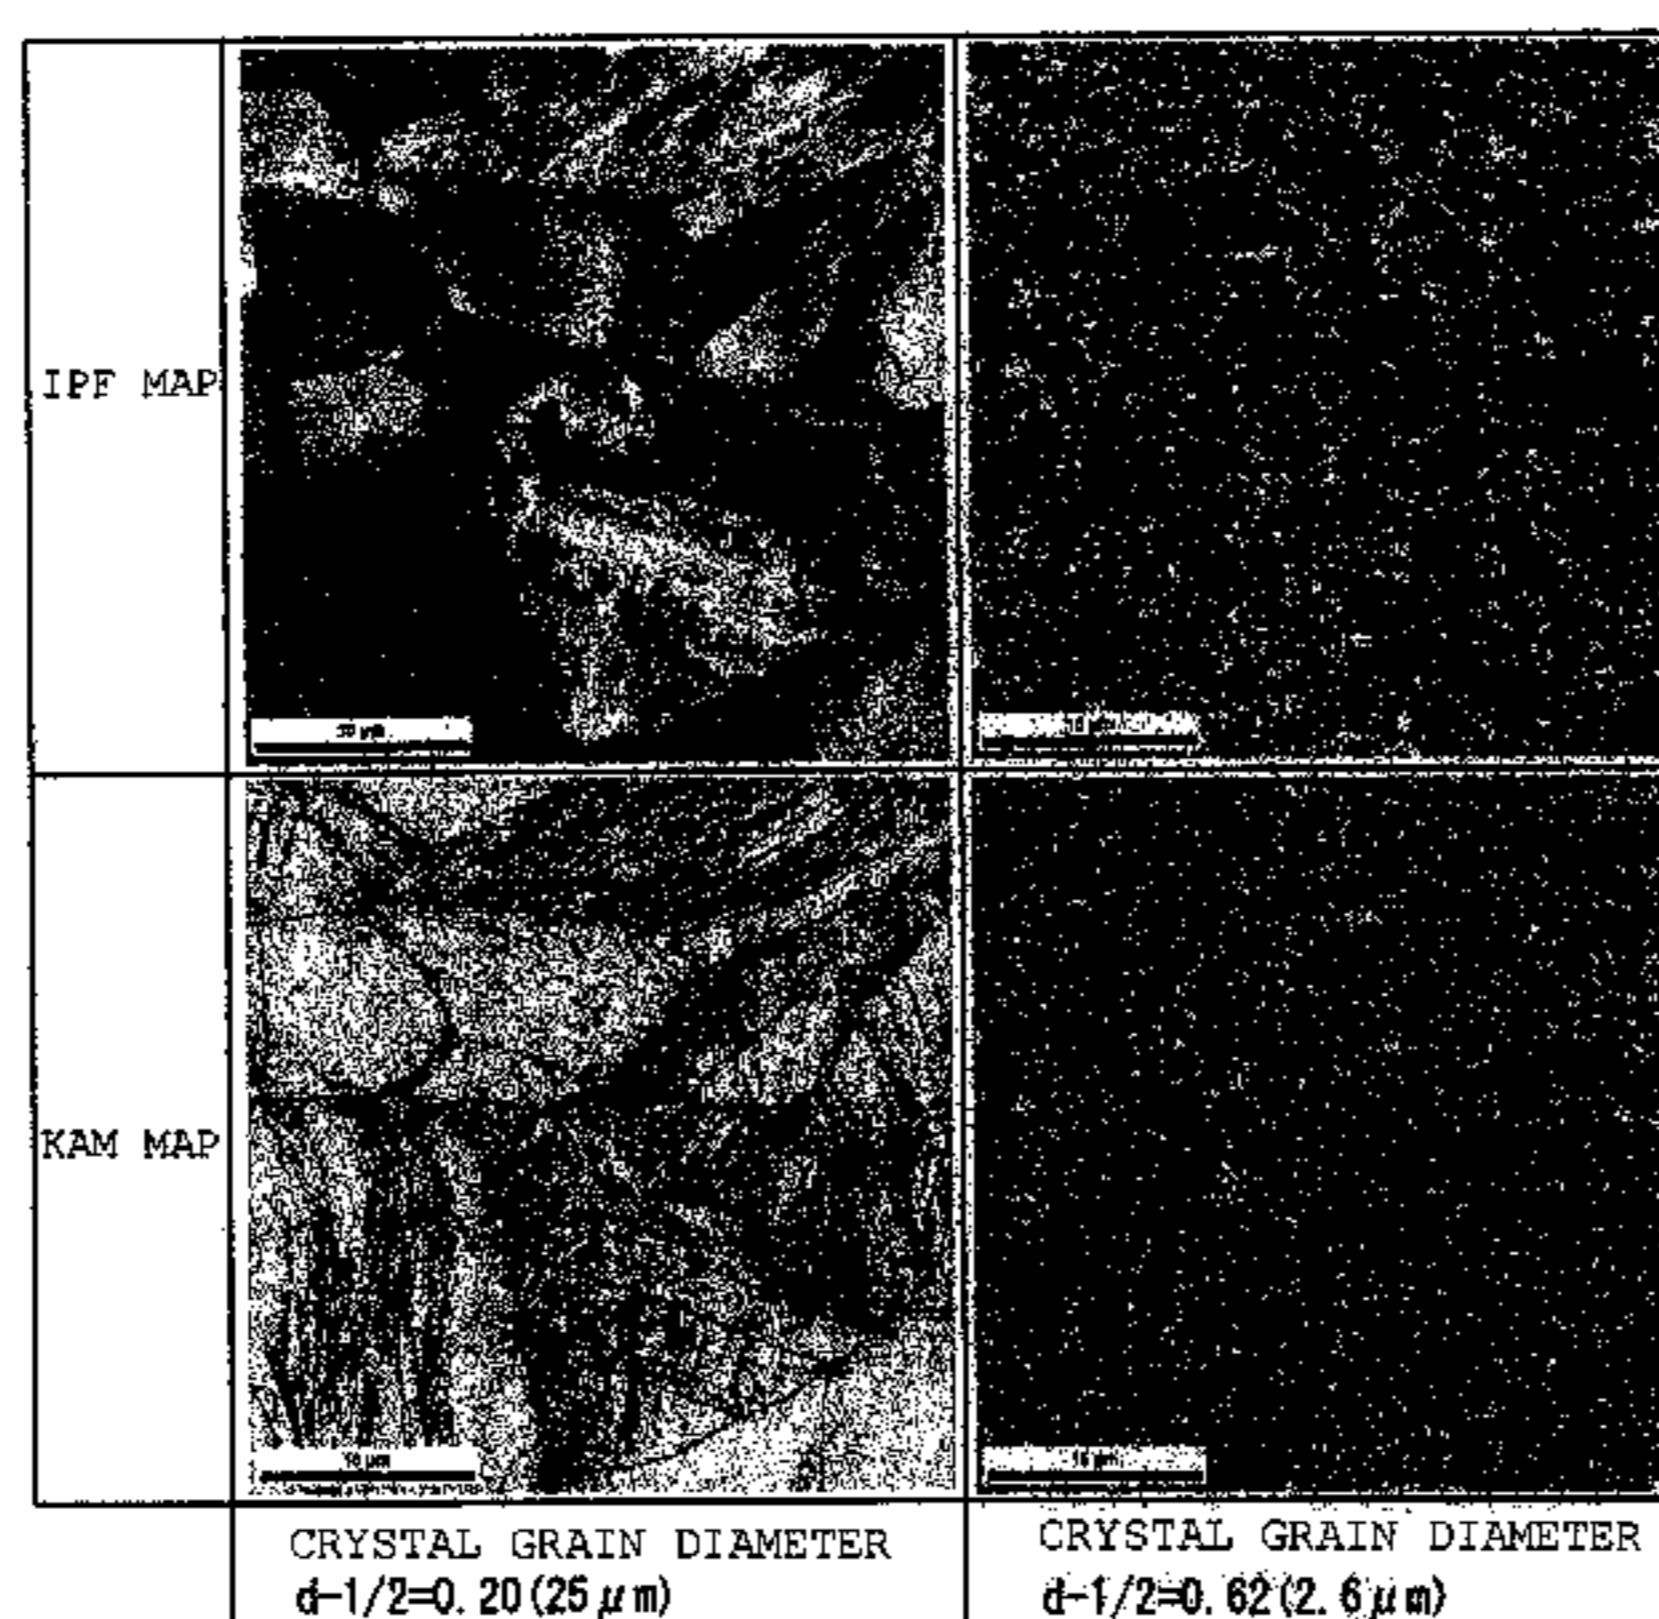 IPF MAP
KAM MAP
CRYSTAL GRAIN DIAMETER
d-1/2=0.20(25μm)
CRYSTAL GRAIN DIAMETER
d-1/2=0.62(2.6μm)